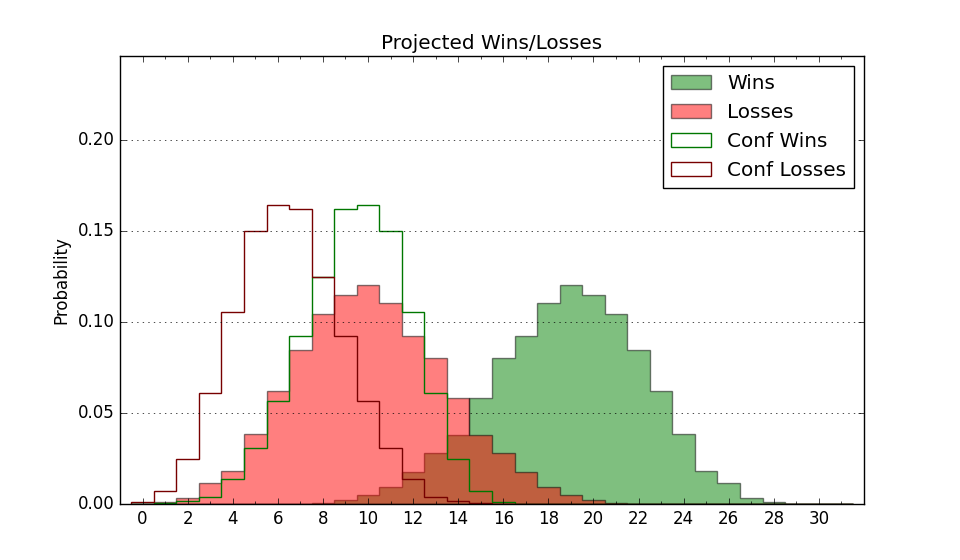 Projected Wins/Losses
Wins
Losses
Conf Wins
Conf Losses
Probability
0.20
0.15
0.10
0.05
0.00
0 2 4 6 8 10 12 14 16 18 20 22 24 26 28 30